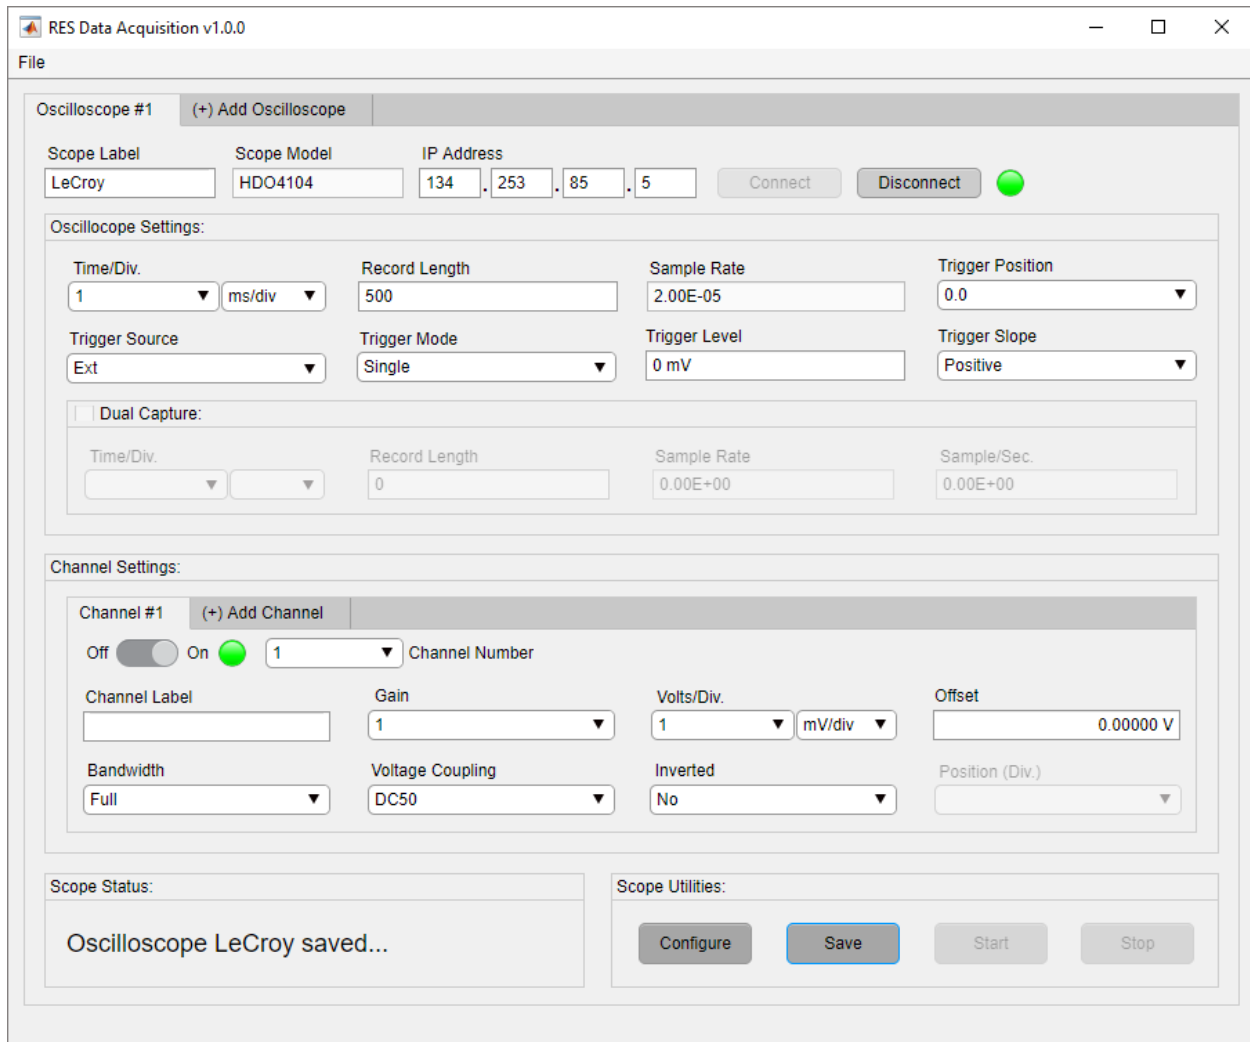 RES Data Acquisition v1.0.0
File
Oscilloscope #1 (+) Add Oscilloscope
Scope Label Scope Model IP Address
LeCroy HDO4104 134 . 253 . 85 . 5 Connect Disconnect
Oscillocope Settings:
Time/Div. Record Length Sample Rate Trigger Position
1 ms/div 500 2.00E-05 0.0
Trigger Source Trigger Mode Trigger Level Trigger Slope
Ext Single 0 mV Positive
Dual Capture:
Time/Div. Record Length Sample Rate Sample/Sec.
0 0.00E+00 0.00E+00
Channel Settings:
Channel #1 (+) Add Channel
Off On 1 Channel Number
Channel Label Gain Volts/Div. Offset
1 1 mV/div 0.00000 V
Bandwidth Voltage Coupling Inverted Position (Div.)
Full DC50 No
Scope Status: Scope Utilities:
Oscilloscope LeCroy saved... Configure Save Start Stop